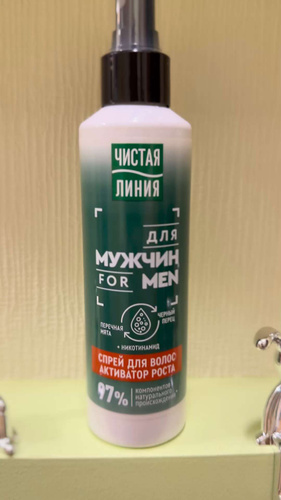 ЧИСТАЯ
ЛИНИЯ
ДЛЯ
МУЖЧИН
FOR MEN
ПЕРЕЧНАЯ
МЯТА
ЧЕРНЫЙ
ПЕРЕЦ
+ НИКОТИНАМИД
СПРЕЙ ДЛЯ ВОЛОС
АКТИВАТОР РОСТА
97%
компонентов
натурального
происхождения